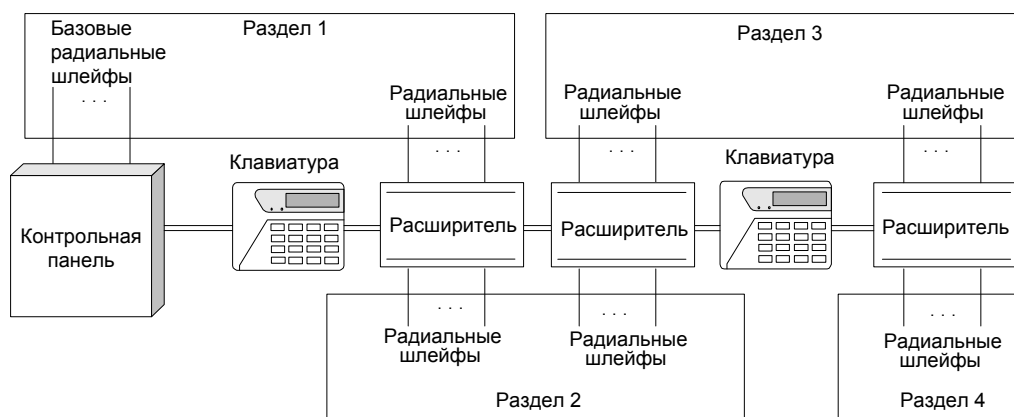 Базовые
радиальные
шлейфы
. . .
Раздел 1
Радиальные
шлейфы
. . .
Раздел 3
Радиальные
шлейфы
. . .
Радиальные
шлейфы
. . .
Контрольная
панель
Клавиатура
Расширитель
Расширитель
Клавиатура
Расширитель
. . .
Радиальные
шлейфы
. . .
Радиальные
шлейфы
Раздел 2
. . .
Радиальные
шлейфы
Раздел 4